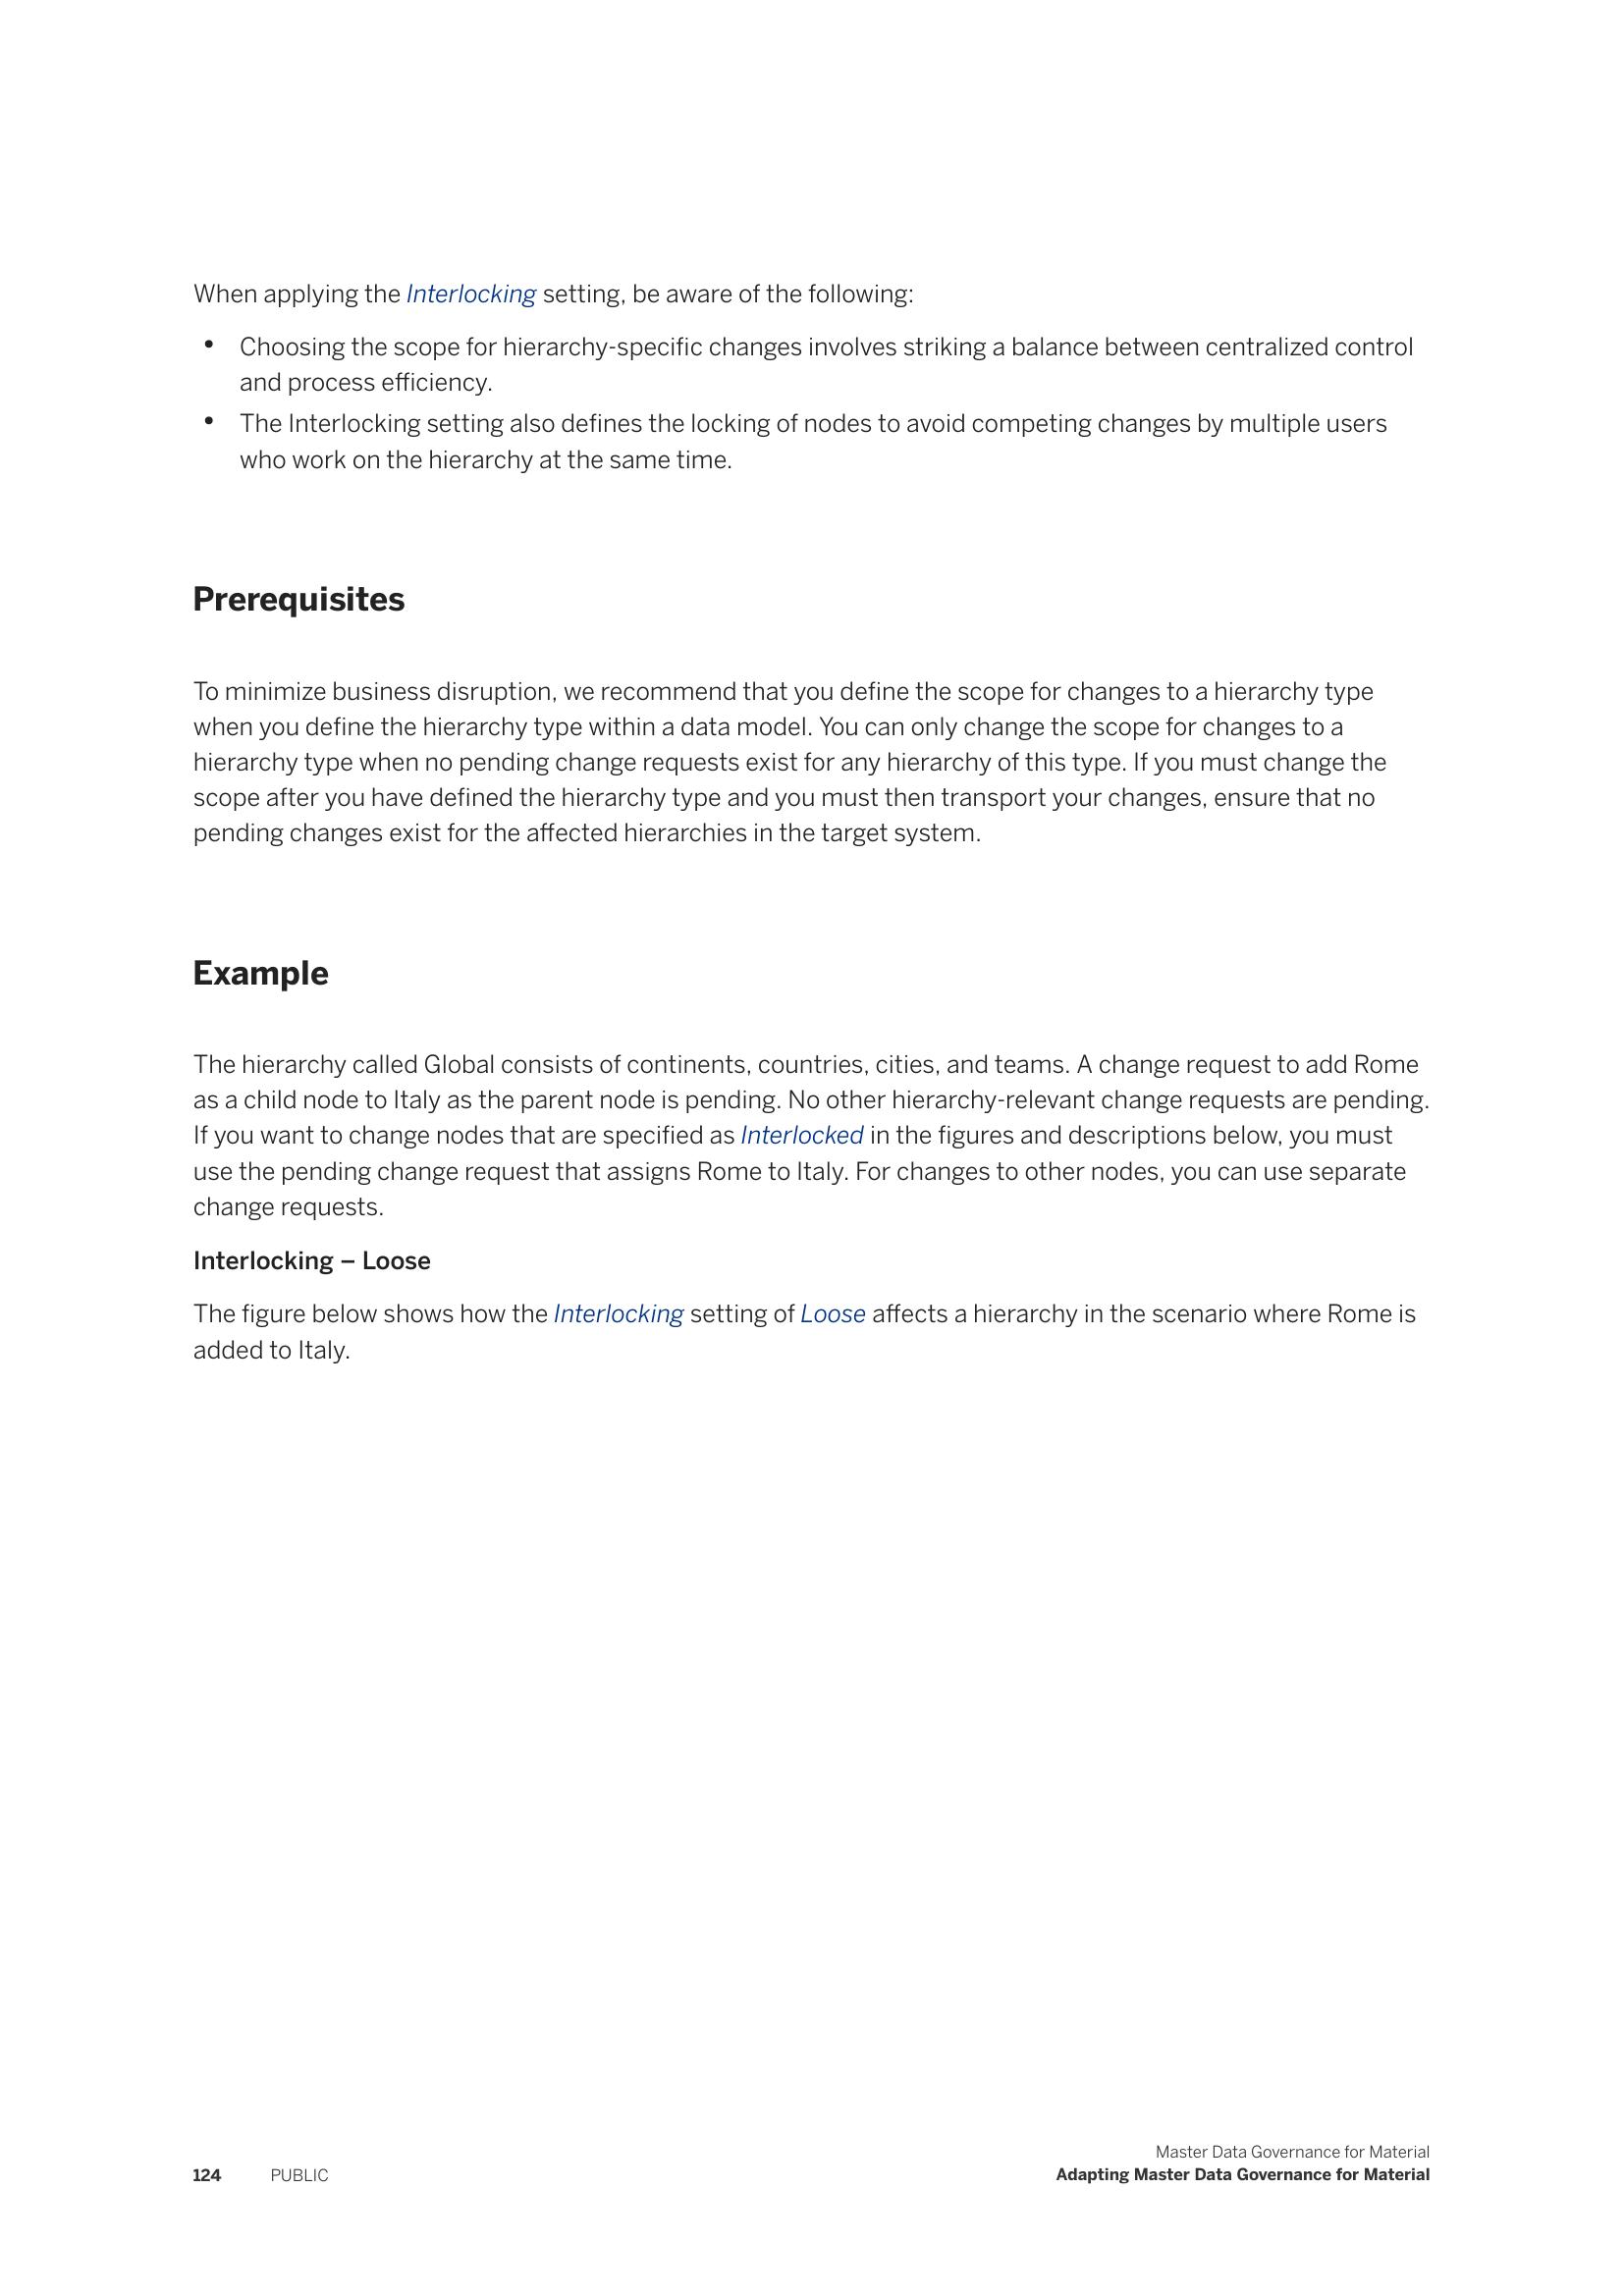 When applying the Interlocking setting, be aware of the following:
• Choosing the scope for hierarchy-specific changes involves striking a balance between centralized control
and process efficiency.
• The Interlocking setting also defines the locking of nodes to avoid competing changes by multiple users
who work on the hierarchy at the same time.
Prerequisites
To minimize business disruption, we recommend that you define the scope for changes to a hierarchy type
when you define the hierarchy type within a data model. You can only change the scope for changes to a
hierarchy type when no pending change requests exist for any hierarchy of this type. If you must change the
scope after you have defined the hierarchy type and you must then transport your changes, ensure that no
pending changes exist for the affected hierarchies in the target system.
Example
The hierarchy called Global consists of continents, countries, cities, and teams. A change request to add Rome
as a child node to Italy as the parent node is pending. No other hierarchy-relevant change requests are pending.
If you want to change nodes that are specified as Interlocked in the figures and descriptions below, you must
use the pending change request that assigns Rome to Italy. For changes to other nodes, you can use separate
change requests.
Interlocking – Loose
The figure below shows how the Interlocking setting of Loose affects a hierarchy in the scenario where Rome is
added to Italy.
Master Data Governance for Material
124 PUBLIC Adapting Master Data Governance for Material